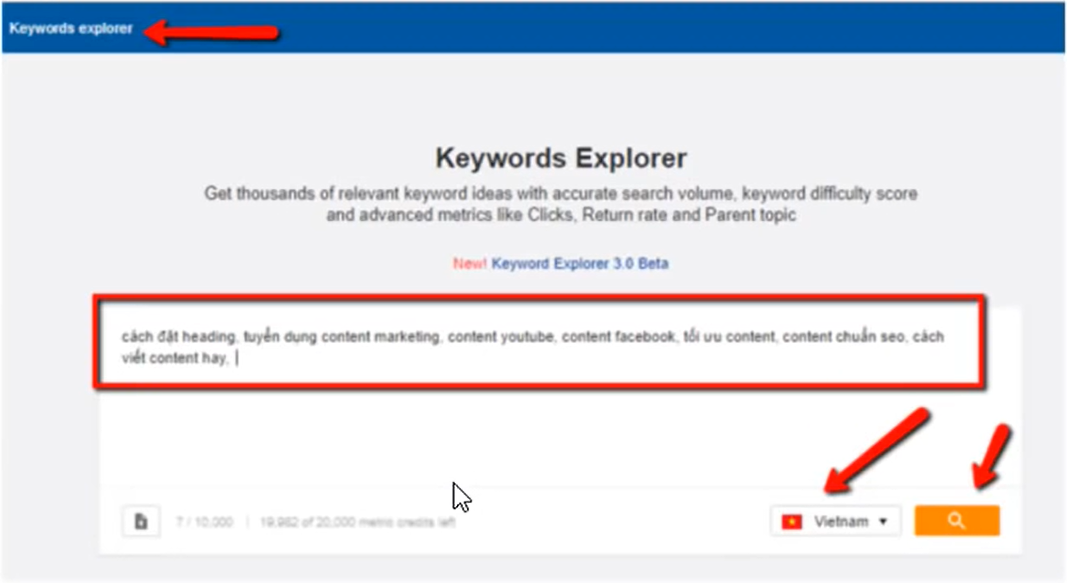 Keywords explorer
Keywords Explorer
Get thousands of relevant keyword ideas with accurate search volume, keyword difficulty score
and advanced metrics like Clicks, Return rate and Parent topic
New! Keyword Explorer 3.0 Beta
cách đặt heading, tuyển dụng content marketing, content youtube, content facebook, tối ưu content, content chuẩn seo, cách
viết content hay,
7 / 10,000 | 19,982 of 20,000 metric credits left
Vietnam